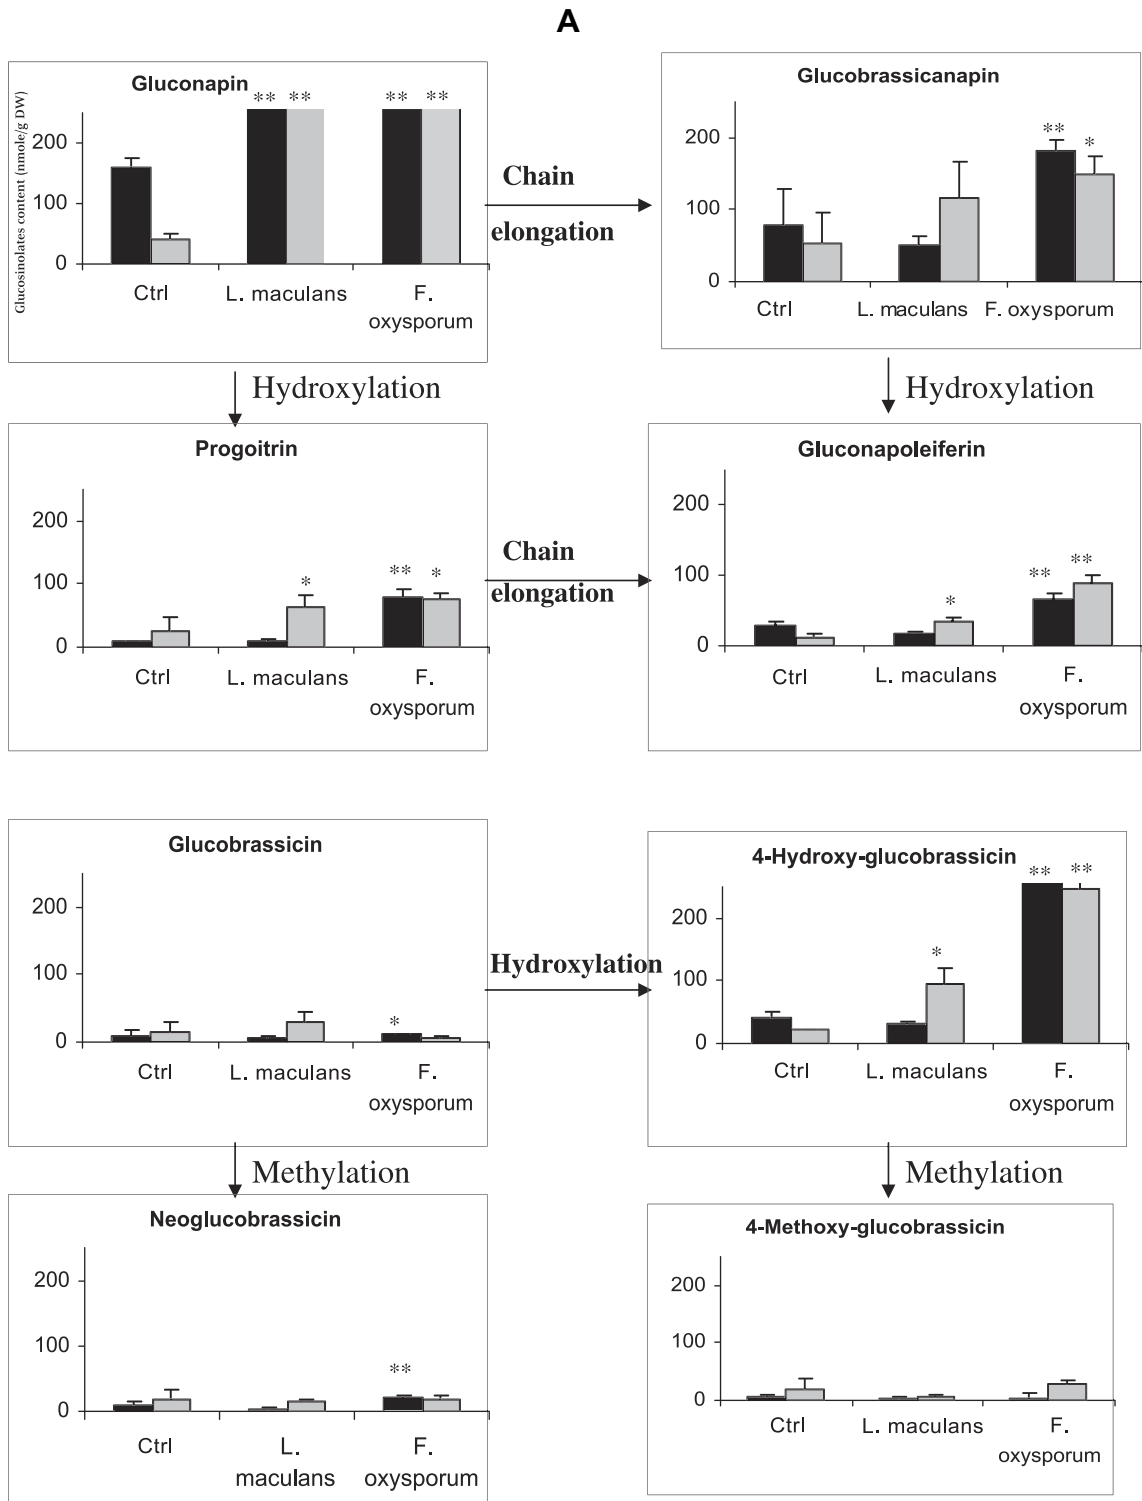 A
Gluconapin
Glucosinolates content (nmole/g DW)
** ** ** **
200
100
0
Ctrl L. maculans F.
oxysporum
Chain
elongation
Glucobrassicanapin
** *
200
100
0
Ctrl L. maculans F. oxysporum
Hydroxylation
Hydroxylation
Progoitrin
200
100
0
* ** *
Ctrl L. maculans F.
oxysporum
Chain
elongation
Gluconapoleiferin
200
100
0
* ** **
Ctrl L. maculans F.
oxysporum
Glucobrassicin
200
100
0
*
Ctrl L. maculans F.
oxysporum
Hydroxylation
4-Hydroxy-glucobrassicin
** **
200
100
0
*
Ctrl L. maculans F.
oxysporum
Methylation
Methylation
Neoglucobrassicin
200
100
0
**
Ctrl L. F.
maculans oxysporum
4-Methoxy-glucobrassicin
200
100
0
Ctrl L. maculans F.
oxysporum